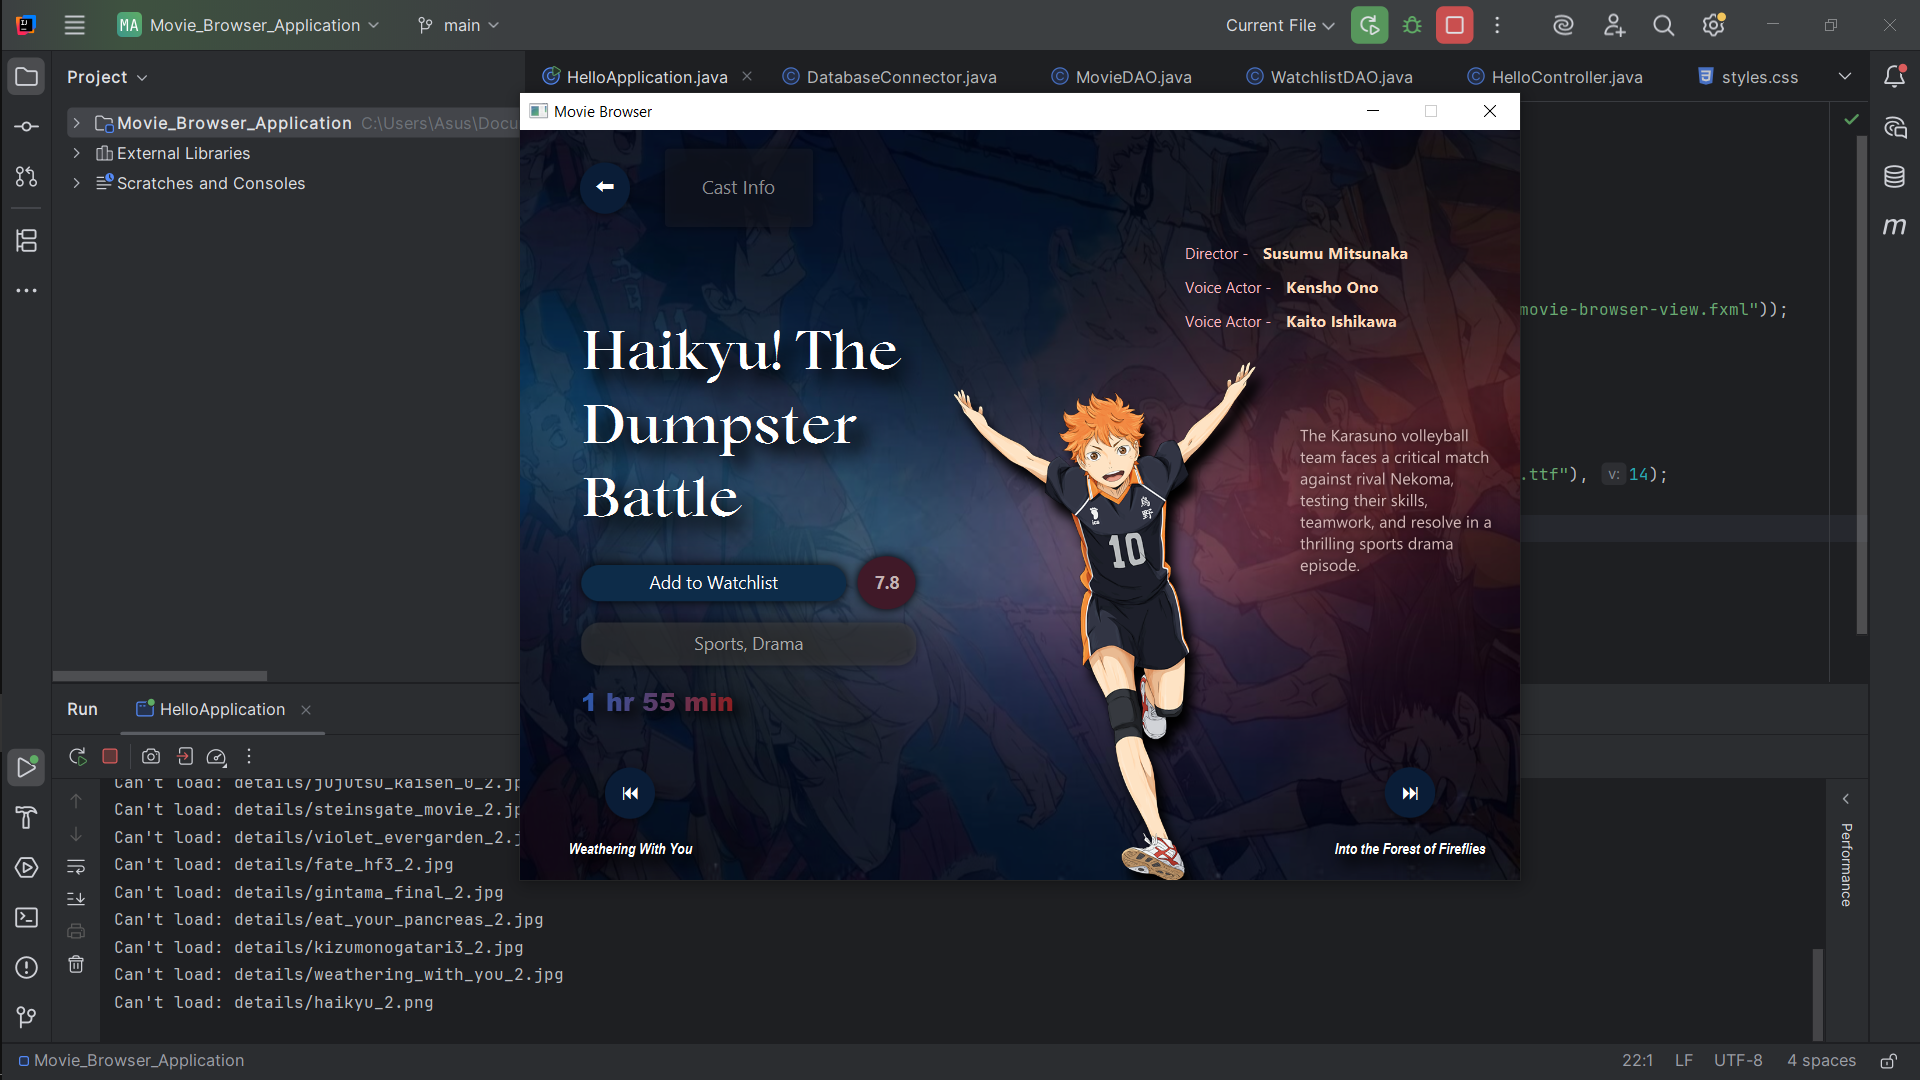 MA Movie_Browser_Application main Current File
Project
HelloApplication.java DatabaseConnector.java MovieDAO.java WatchlistDAO.java HelloController.java styles.css
Movie_Browser_Application C:\Users\Asus\Docu
External Libraries
Scratches and Consoles
Movie Browser
Cast Info
Director - Susumu Mitsunaka
Voice Actor - Kensho Ono
Voice Actor - Kaito Ishikawa
movie-browser-view.fxml"));
Haikyu! The
Dumpster
Battle
The Karasuno volleyball
team faces a critical match
against rival Nekoma,
testing their skills,
teamwork, and resolve in a
thrilling sports drama
episode.
.ttf"), v: 14);
烏
野
10
Add to Watchlist 7.8
Sports, Drama
1 hr 55 min
Weathering With You
Into the Forest of Fireflies
Run HelloApplication
Can't load: details/jujutsu_kaisen_0_2.jp
Can't load: details/steinsgate_movie_2.jp
Can't load: details/violet_evergarden_2.j
Can't load: details/fate_hf3_2.jpg
Can't load: details/gintama_final_2.jpg
Can't load: details/eat_your_pancreas_2.jpg
Can't load: details/kizumonogatari3_2.jpg
Can't load: details/weathering_with_you_2.jpg
Can't load: details/haikyu_2.png
Performance
Movie_Browser_Application
22:1 LF UTF-8 4 spaces